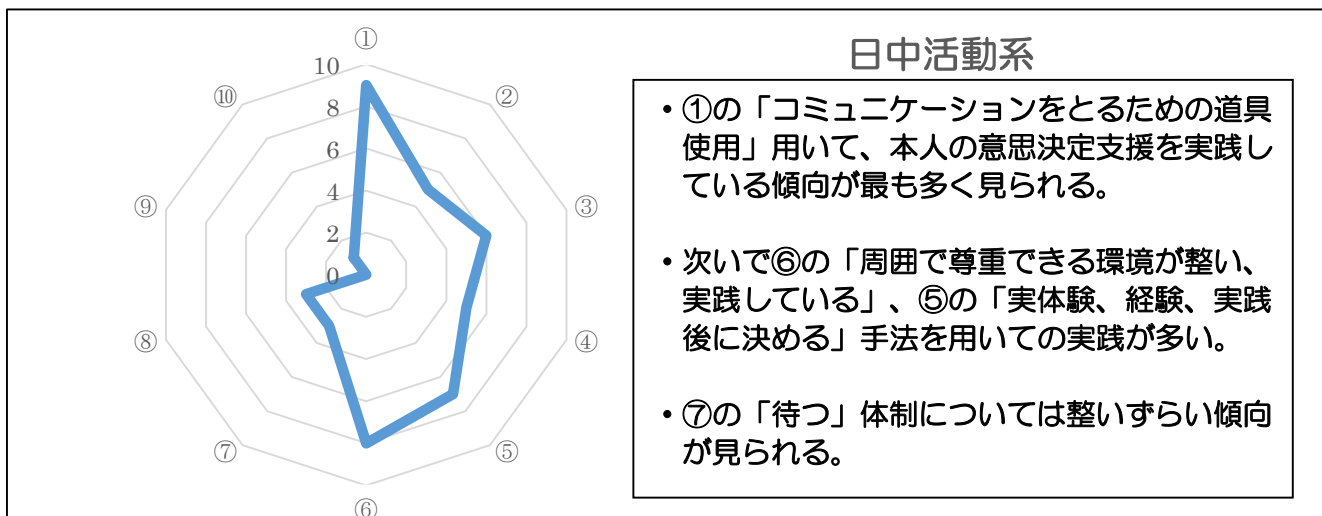 日中活動系
①
②
③
④
⑤
⑥
⑦
⑧
⑨
⑩
10
8
6
4
2
0
・①の「コミュニケーションをとるための道具
使用」用いて、本人の意思決定支援を実践し
ている傾向が最も多く見られる。
・次いで⑥の「周囲で尊重できる環境が整い、
実践している」、⑤の「実体験、経験、実践
後に決める」手法を用いての実践が多い。
・⑦の「待つ」体制については整いずらい傾向
が見られる。